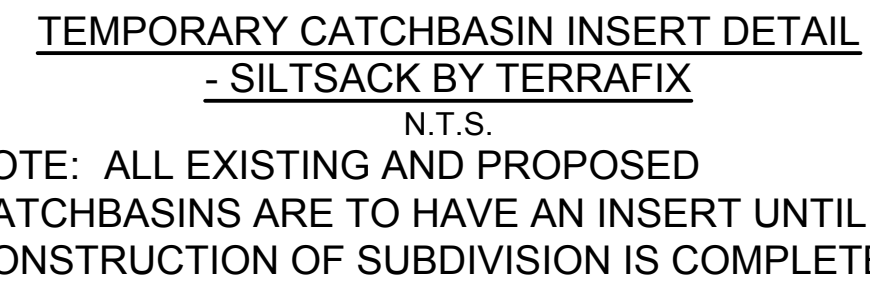 TEMPORARY CATCHBASIN INSERT DETAIL
- SILTSACK BY TERRAFIX
N.T.S.
OTE: ALL EXISTING AND PROPOSED
ATCHBASINS ARE TO HAVE AN INSERT UNTIL
ONSTRUCTION OF SUBDIVISION IS COMPLETE